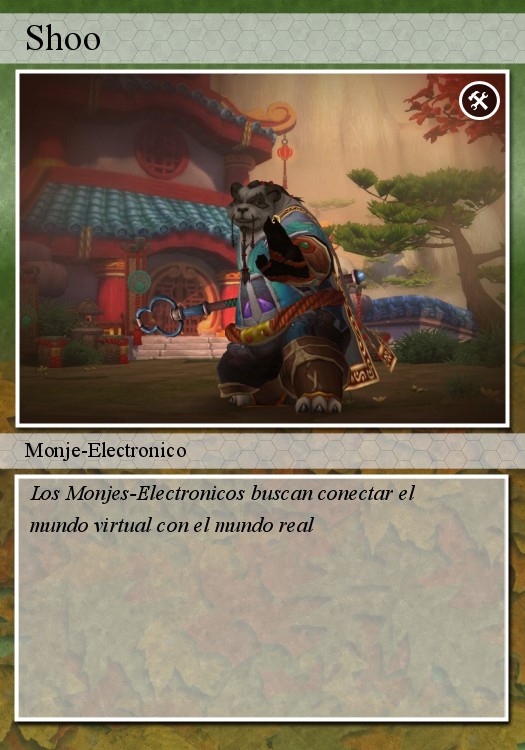 Shoo
Monje-Electronico
Los Monjes-Electronicos buscan conectar el
mundo virtual con el mundo real